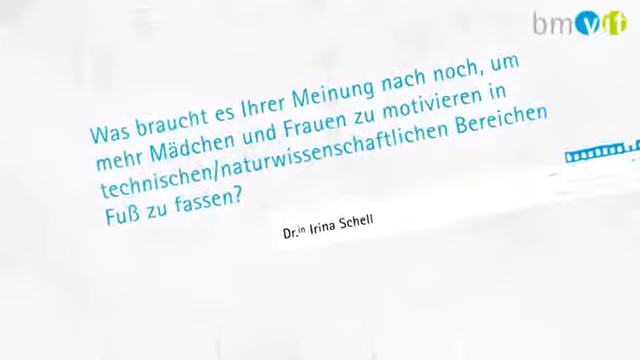 bmvit
Was braucht es Ihrer Meinung nach noch, um
mehr Mädchen und Frauen zu motivieren in
technischen/naturwissenschaftlichen Bereichen
Fuß zu fassen?
Dr.in Irina Schell